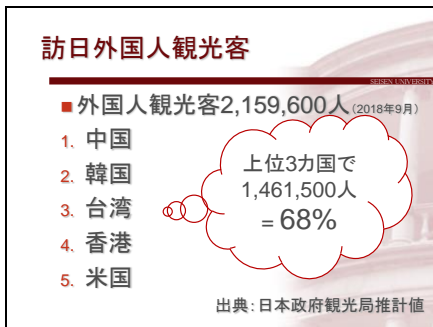 訪日外国人観光客
SEISEN UNIVERSITY
■外国人観光客2,159,600人(2018年9月)
1. 中国
2. 韓国
3. 台湾
4. 香港
5. 米国
上位3カ国で
1,461,500人
= 68%
出典:日本政府観光局推計値